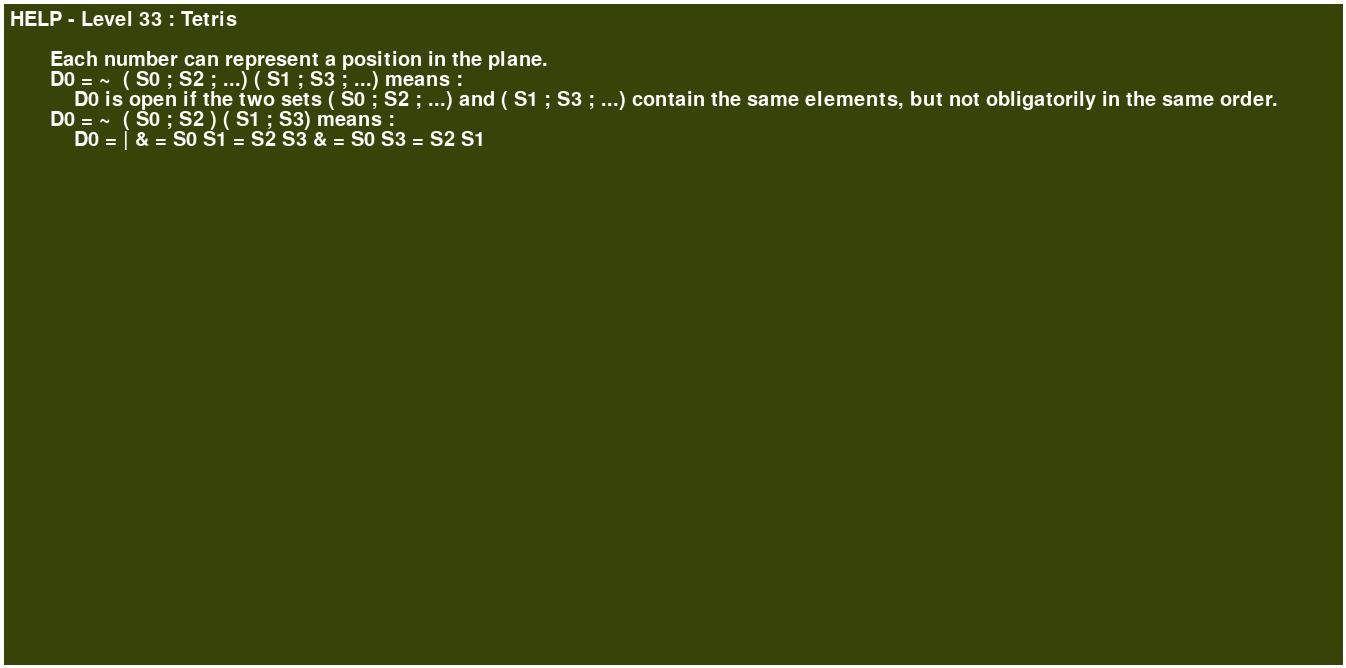 HELP - Level 33 : Tetris
Each number can represent a position in the plane.
D0 = ~ ( S0 ; S2 ; ...) ( S1 ; S3 ; ...) means :
D0 is open if the two sets ( S0 ; S2 ; ...) and ( S1 ; S3 ; ...) contain the same elements, but not obligatorily in the same order.
D0 = ~ ( S0 ; S2 ) ( S1 ; S3) means :
D0 = | & = S0 S1 = S2 S3 & = S0 S3 = S2 S1